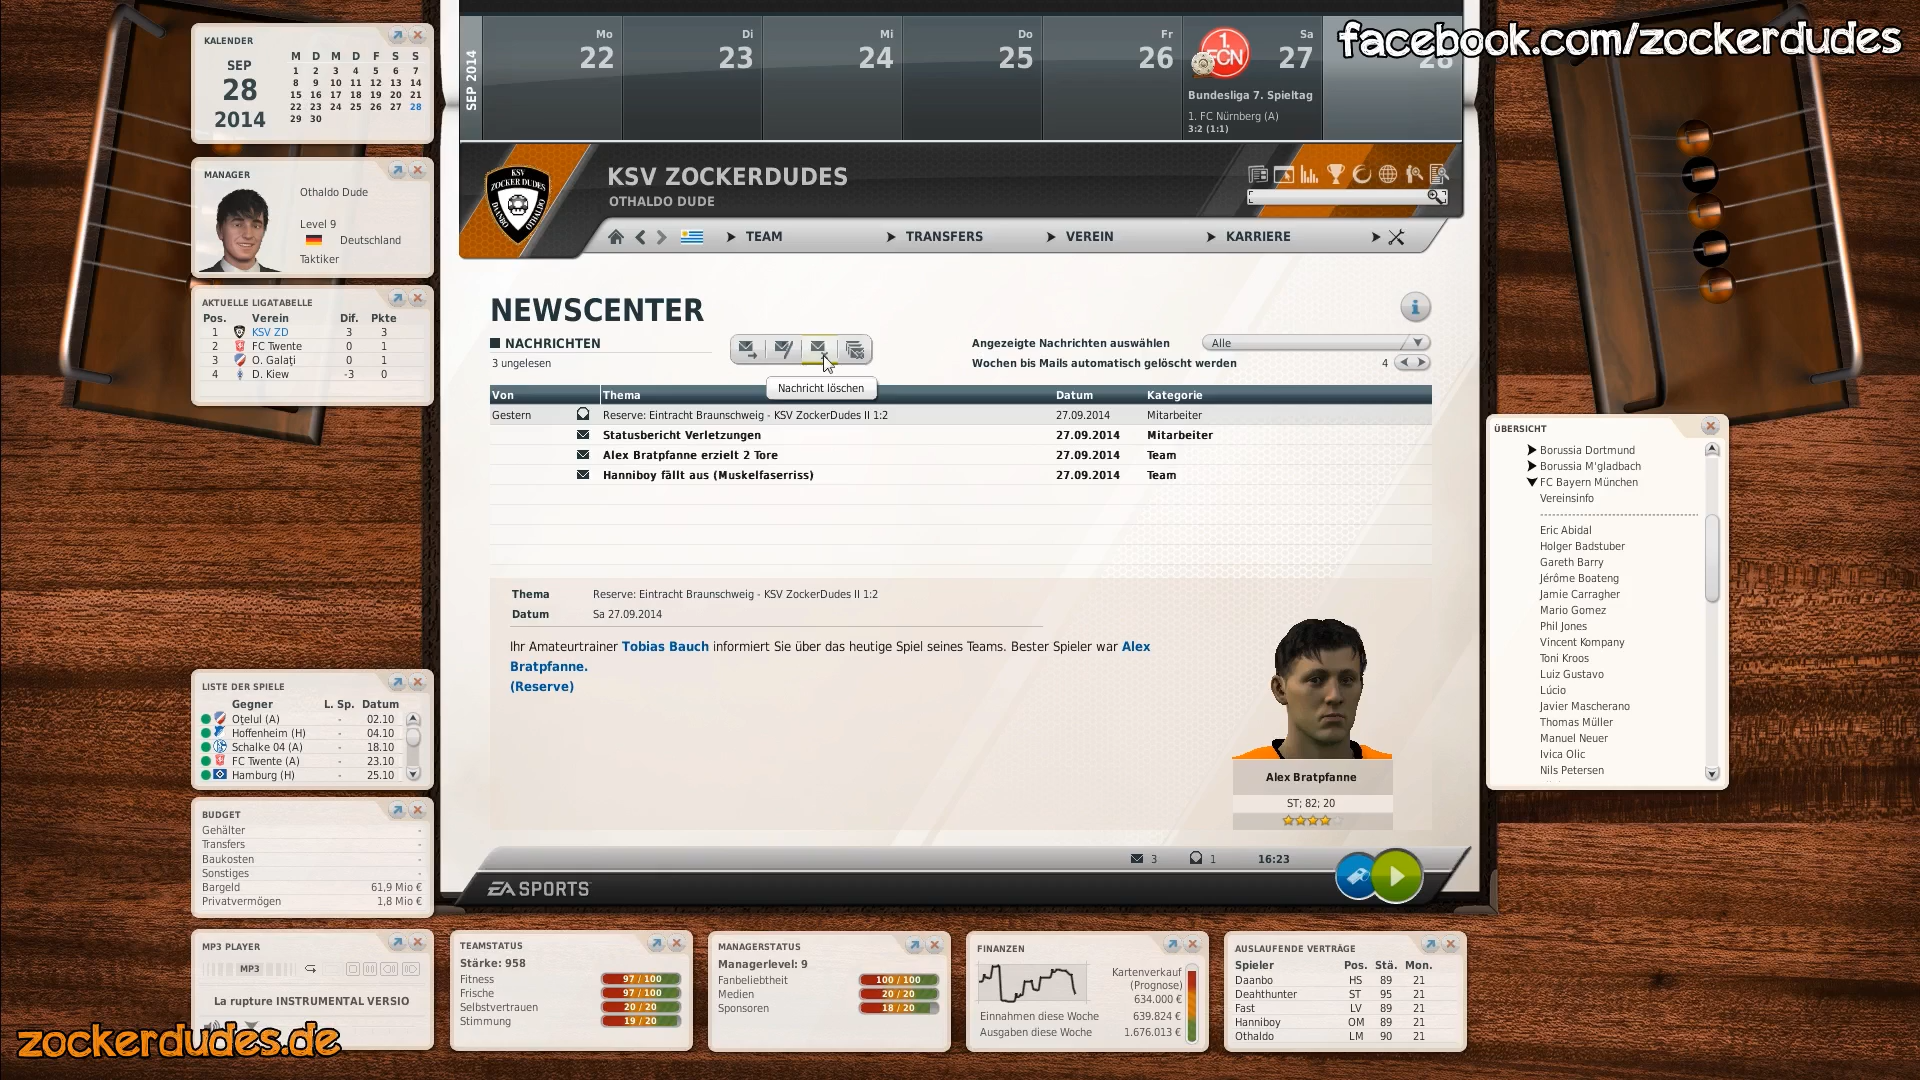 facebook.com/zockerdudes
SEP 2014
Mo
22
Di
23
Mi
24
Do
25
Fr
26
Sa
27
28
1.
FCN
Bundesliga 7. Spieltag
1. FC Nürnberg (A)
3:2 (1:1)
KALENDER
SEP
28
2014
M D M D F S S
1 2 3 4 5 6 7
8 9 10 11 12 13 14
15 16 17 18 19 20 21
22 23 24 25 26 27 28
29 30
MANAGER
Othaldo Dude
Level 9
Deutschland
Taktiker
AKTUELLE LIGATABELLE
Pos. Verein Dif. Pkte
1 KSV ZD 3 3
2 FC Twente 0 1
3 O. Galaţi 0 1
4 D. Kiew -3 0
KSV
ZOCKER DUDES
DAANBO
OTHALDO
KSV ZOCKERDUDES
OTHALDO DUDE
TEAM
TRANSFERS
VEREIN
KARRIERE
NEWSCENTER
NACHRICHTEN
3 ungelesen
Nachricht löschen
Angezeigte Nachrichten auswählen Alle
Wochen bis Mails automatisch gelöscht werden 4
Von Thema Datum Kategorie
Gestern Reserve: Eintracht Braunschweig - KSV ZockerDudes II 1:2 27.09.2014 Mitarbeiter
Statusbericht Verletzungen 27.09.2014 Mitarbeiter
Alex Bratpfanne erzielt 2 Tore 27.09.2014 Team
Hanniboy fällt aus (Muskelfaserriss) 27.09.2014 Team
Thema Reserve: Eintracht Braunschweig - KSV ZockerDudes II 1:2
Datum Sa 27.09.2014
Ihr Amateurtrainer Tobias Bauch informiert Sie über das heutige Spiel seines Teams. Bester Spieler war Alex
Bratpfanne.
(Reserve)
Alex Bratpfanne
ST; 82; 20
3
1
16:23
EA SPORTS
ÜBERSICHT
Borussia Dortmund
Borussia M'gladbach
FC Bayern München
Vereinsinfo
Eric Abidal
Holger Badstuber
Gareth Barry
Jérôme Boateng
Jamie Carragher
Mario Gomez
Phil Jones
Vincent Kompany
Toni Kroos
Luiz Gustavo
Lúcio
Javier Mascherano
Thomas Müller
Manuel Neuer
Ivica Olic
Nils Petersen
LISTE DER SPIELE
Gegner L. Sp. Datum
Oţelul (A) - 02.10
Hoffenheim (H) - 04.10
Schalke 04 (A) - 18.10
FC Twente (A) - 23.10
Hamburg (H) - 25.10
BUDGET
Gehälter -
Transfers -
Baukosten -
Sonstiges -
Bargeld 61,9 Mio €
Privatvermögen 1,8 Mio €
MP3 PLAYER
MP3
La rupture INSTRUMENTAL VERSIO
zockerdudes.de
TEAMSTATUS
Stärke: 958
Fitness 97 / 100
Frische 97 / 100
Selbstvertrauen 20 / 20
Stimmung 19 / 20
MANAGERSTATUS
Managerlevel: 9
Fanbeliebtheit 100 / 100
Medien 20 / 20
Sponsoren 18 / 20
FINANZEN
Kartenverkauf
(Prognose)
634.000 €
Einnahmen diese Woche 639.824 €
Ausgaben diese Woche 1.676.013 €
AUSLAUFENDE VERTRÄGE
Spieler Pos. Stä. Mon.
Daanbo HS 89 21
Deahthunter ST 95 21
Fast LV 89 21
Hanniboy OM 89 21
Othaldo LM 90 21